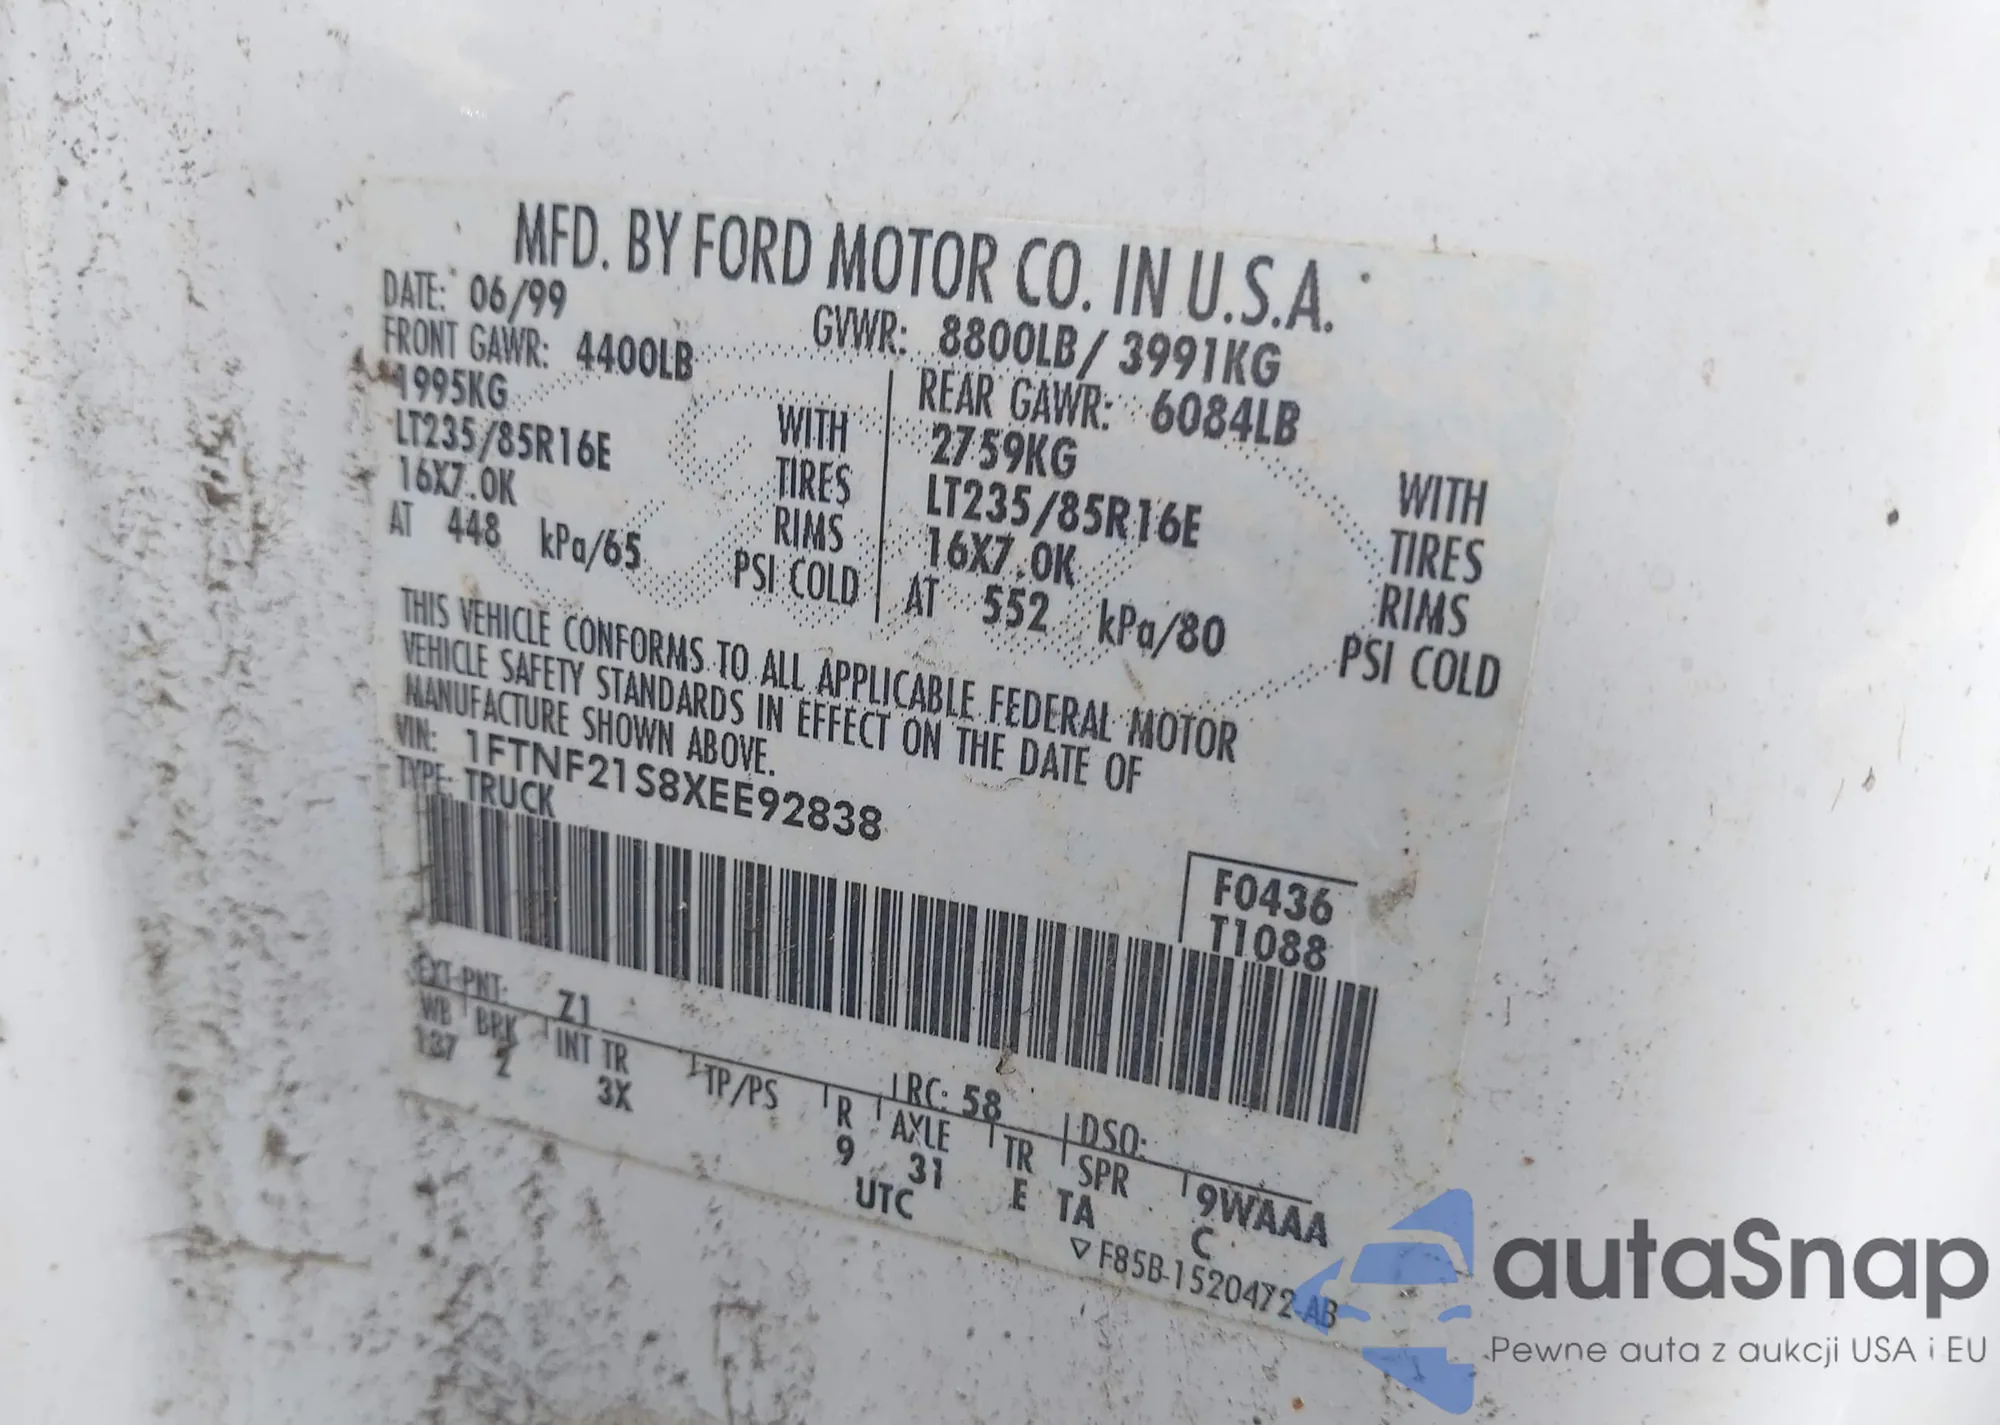 MFD. BY FORD MOTOR CO. IN U.S.A.
DATE: 06/99 GVWR: 8800LB/ 3991KG
FRONT GAWR: 4400LB REAR GAWR: 6084LB
1995KG WITH 2759KG WITH
LT235/85R16E TIRES LT235/85R16E TIRES
16X7.0K RIMS 16X7.0K RIMS
AT 448 kPa/65 PSI COLD AT 552 kPa/80 PSI COLD
THIS VEHICLE CONFORMS TO ALL APPLICABLE FEDERAL MOTOR
VEHICLE SAFETY STANDARDS IN EFFECT ON THE DATE OF
MANUFACTURE SHOWN ABOVE.
VIN: 1FTNF21S8XEE92838
TYPE: TRUCK
F0436
T1088
EXT PNT: Z1 RC: 58 DSO:
WB BRK INT TR TP/PS R AXLE TR SPR 9WAAA
137 2 3X 9 31 E TA C
UTC
▽ F85B-1520472-AB
autaSnap
Pewne auta z aukcji USA i EU